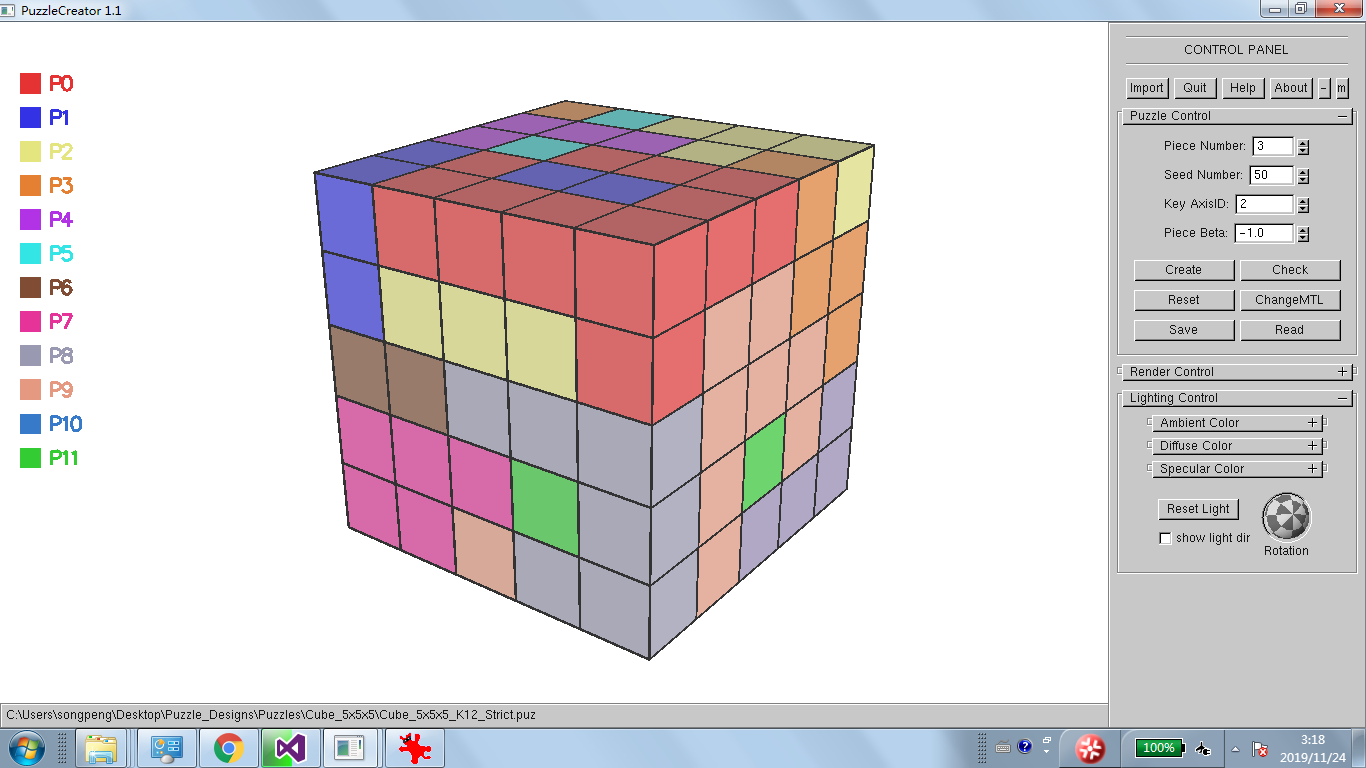 PuzzleCreator 1.1
P0
P1
P2
P3
P4
P5
P6
P7
P8
P9
P10
P11
CONTROL PANEL
Import Quit Help About - m
Puzzle Control
Piece Number: 3
Seed Number: 50
Key AxisID: 2
Piece Beta: -1.0
Create Check
Reset ChangeMTL
Save Read
Render Control +
Lighting Control
Ambient Color +
Diffuse Color +
Specular Color +
Reset Light
show light dir
Rotation
C:\Users\songpeng\Desktop\Puzzle_Designs\Puzzles\Cube_5x5x5\Cube_5x5x5_K12_Strict.puz
100%
3:18
2019/11/24